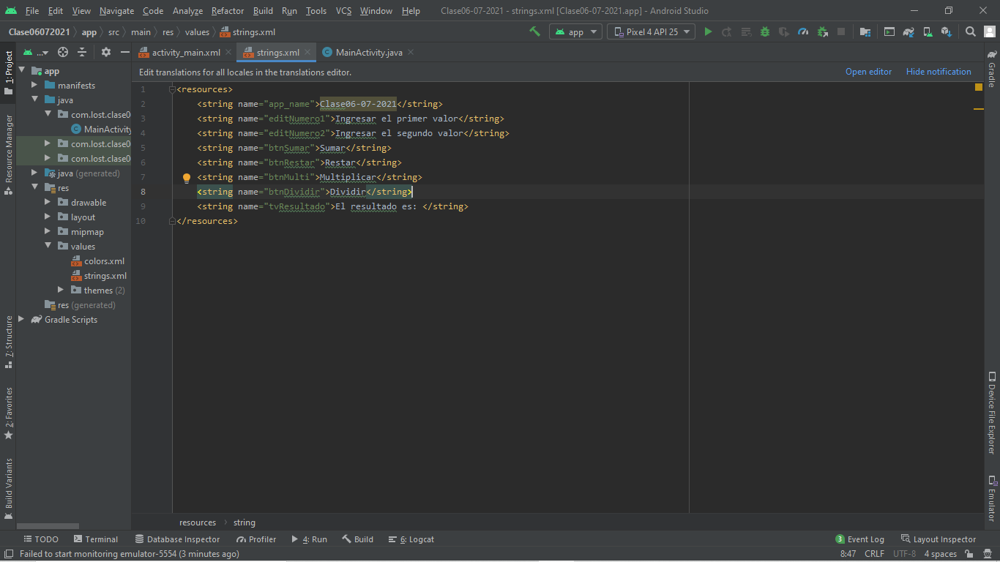 File Edit View Navigate Code Analyze Refactor Build Run Tools VCS Window Help Clase06-07-2021 - strings.xml [Clase06-07-2021.app] - Android Studio
Clase06072021 app src main res values strings.xml app Pixel 4 API 25
... activity_main.xml strings.xml MainActivity.java
Edit translations for all locales in the translations editor. Open editor Hide notification
1: Project
Resource Manager
7: Structure
2: Favorites
Build Variants
app
manifests
java
com.lost.clase0
MainActivity
com.lost.clase0
com.lost.clase0
java (generated)
res
drawable
layout
mipmap
values
colors.xml
strings.xml
themes (2)
res (generated)
Gradle Scripts
1 <resources>
2 <string name="app_name">Clase06-07-2021</string>
3 <string name="editNumero1">Ingresar el primer valor</string>
4 <string name="editNumero2">Ingresar el segundo valor</string>
5 <string name="btnSumar">Sumar</string>
6 <string name="btnRestar">Restar</string>
7 <string name="btnMulti">Multiplicar</string>
8 <string name="btnDividir">Dividir</string>
9 <string name="tvResultado">El resultado es: </string>
10 </resources>
Gradle
Device File Explorer
Emulator
resources string
TODO Terminal Database Inspector Profiler 4: Run Build 6: Logcat 3 Event Log Layout Inspector
Failed to start monitoring emulator-5554 (3 minutes ago) 8:47 CRLF UTF-8 4 spaces